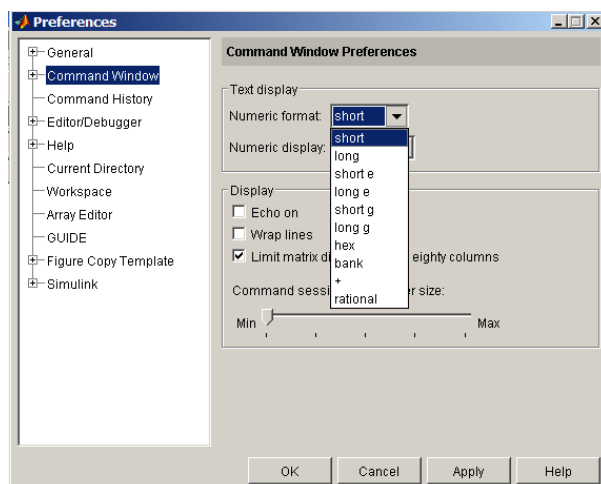 Preferences
General
Command Window
Command History
Editor/Debugger
Help
Current Directory
Workspace
Array Editor
GUIDE
Figure Copy Template
Simulink
Command Window Preferences
Text display
Numeric format: short
Numeric display:
short
long
short e
long e
short g
long g
hex
bank
+
rational
Display
Echo on
Wrap lines
Limit matrix di eighty columns
Command sessi er size:
Min Max
OK Cancel Apply Help